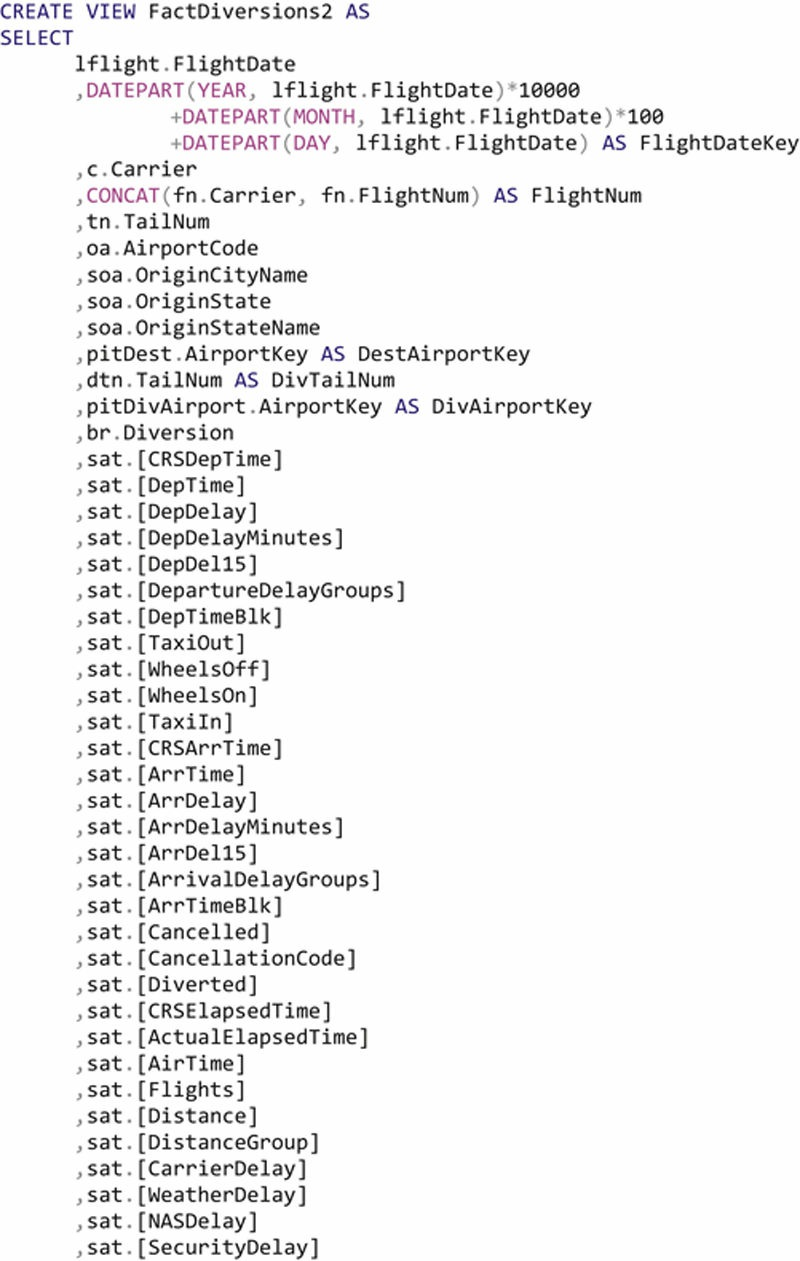 CREATE VIEW FactDiversions2 AS
SELECT
lflight.FlightDate
,DATEPART(YEAR, lflight.FlightDate)*10000
+DATEPART(MONTH, lflight.FlightDate)*100
+DATEPART(DAY, lflight.FlightDate) AS FlightDateKey
,c.Carrier
,CONCAT(fn.Carrier, fn.FlightNum) AS FlightNum
,tn.TailNum
,oa.AirportCode
,soa.OriginCityName
,soa.OriginState
,soa.OriginStateName
,pitDest.AirportKey AS DestAirportKey
,dtn.TailNum AS DivTailNum
,pitDivAirport.AirportKey AS DivAirportKey
,br.Diversion
,sat.[CRSDepTime]
,sat.[DepTime]
,sat.[DepDelay]
,sat.[DepDelayMinutes]
,sat.[DepDel15]
,sat.[DepartureDelayGroups]
,sat.[DepTimeBlk]
,sat.[TaxiOut]
,sat.[WheelsOff]
,sat.[WheelsOn]
,sat.[TaxiIn]
,sat.[CRSArrTime]
,sat.[ArrTime]
,sat.[ArrDelay]
,sat.[ArrDelayMinutes]
,sat.[ArrDel15]
,sat.[ArrivalDelayGroups]
,sat.[ArrTimeBlk]
,sat.[Cancelled]
,sat.[CancellationCode]
,sat.[Diverted]
,sat.[CRSElapsedTime]
,sat.[ActualElapsedTime]
,sat.[AirTime]
,sat.[Flights]
,sat.[Distance]
,sat.[DistanceGroup]
,sat.[CarrierDelay]
,sat.[WeatherDelay]
,sat.[NASDelay]
,sat.[SecurityDelay]